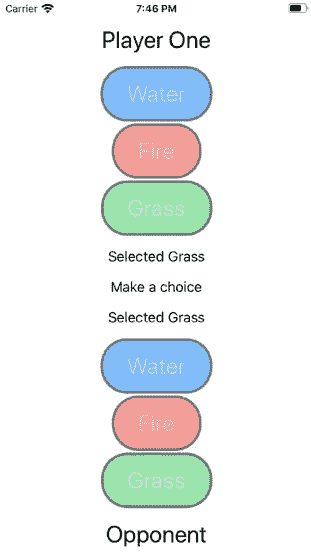 Carrier 7:46 PM
Player One
Water
Fire
Grass
Selected Grass
Make a choice
Selected Grass
Water
Fire
Grass
Opponent